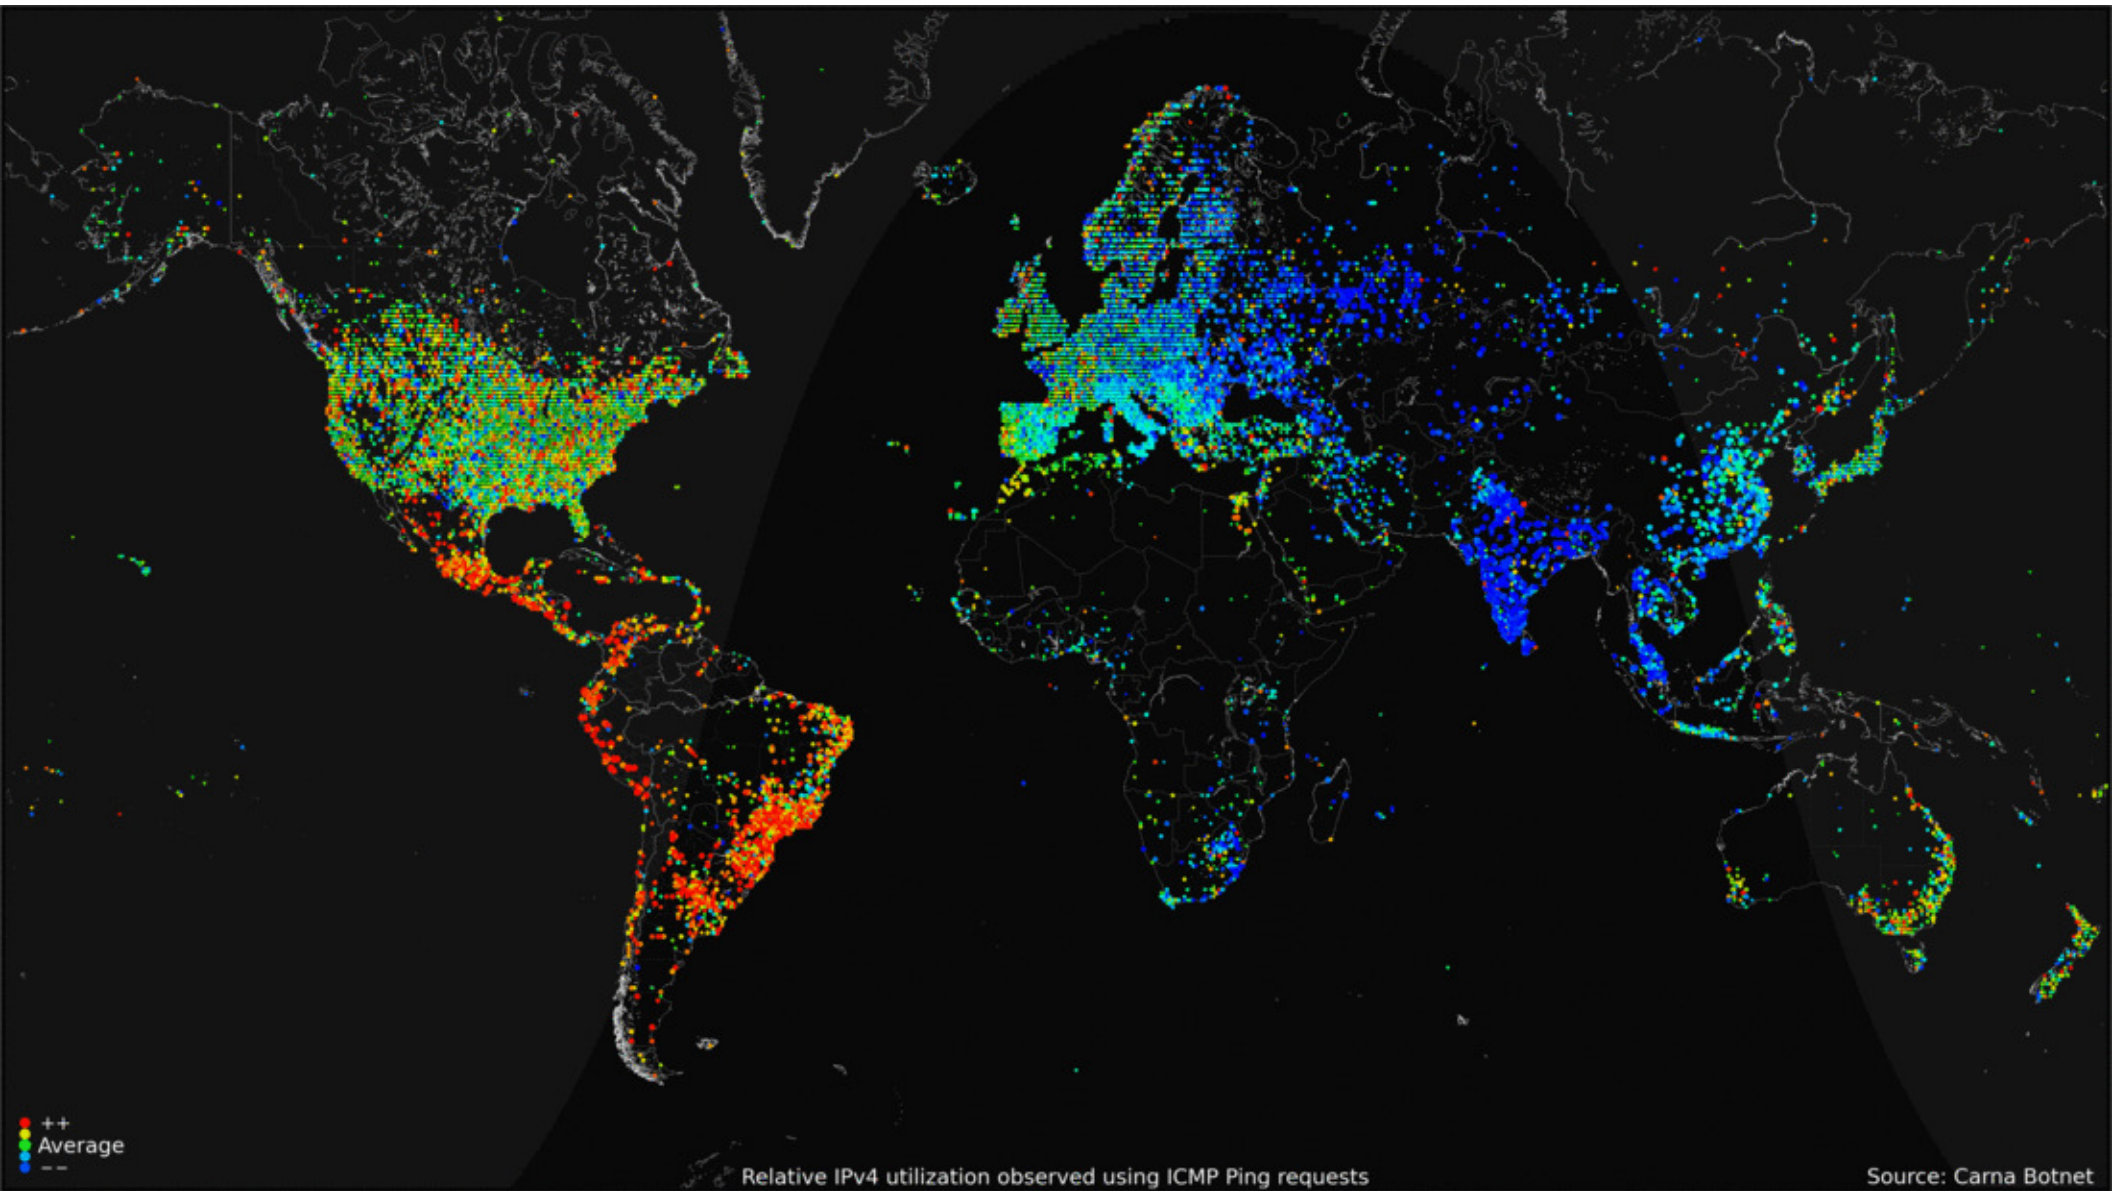 ++
Average
--
Relative IPv4 utilization observed using ICMP Ping requests
Source: Carna Botnet